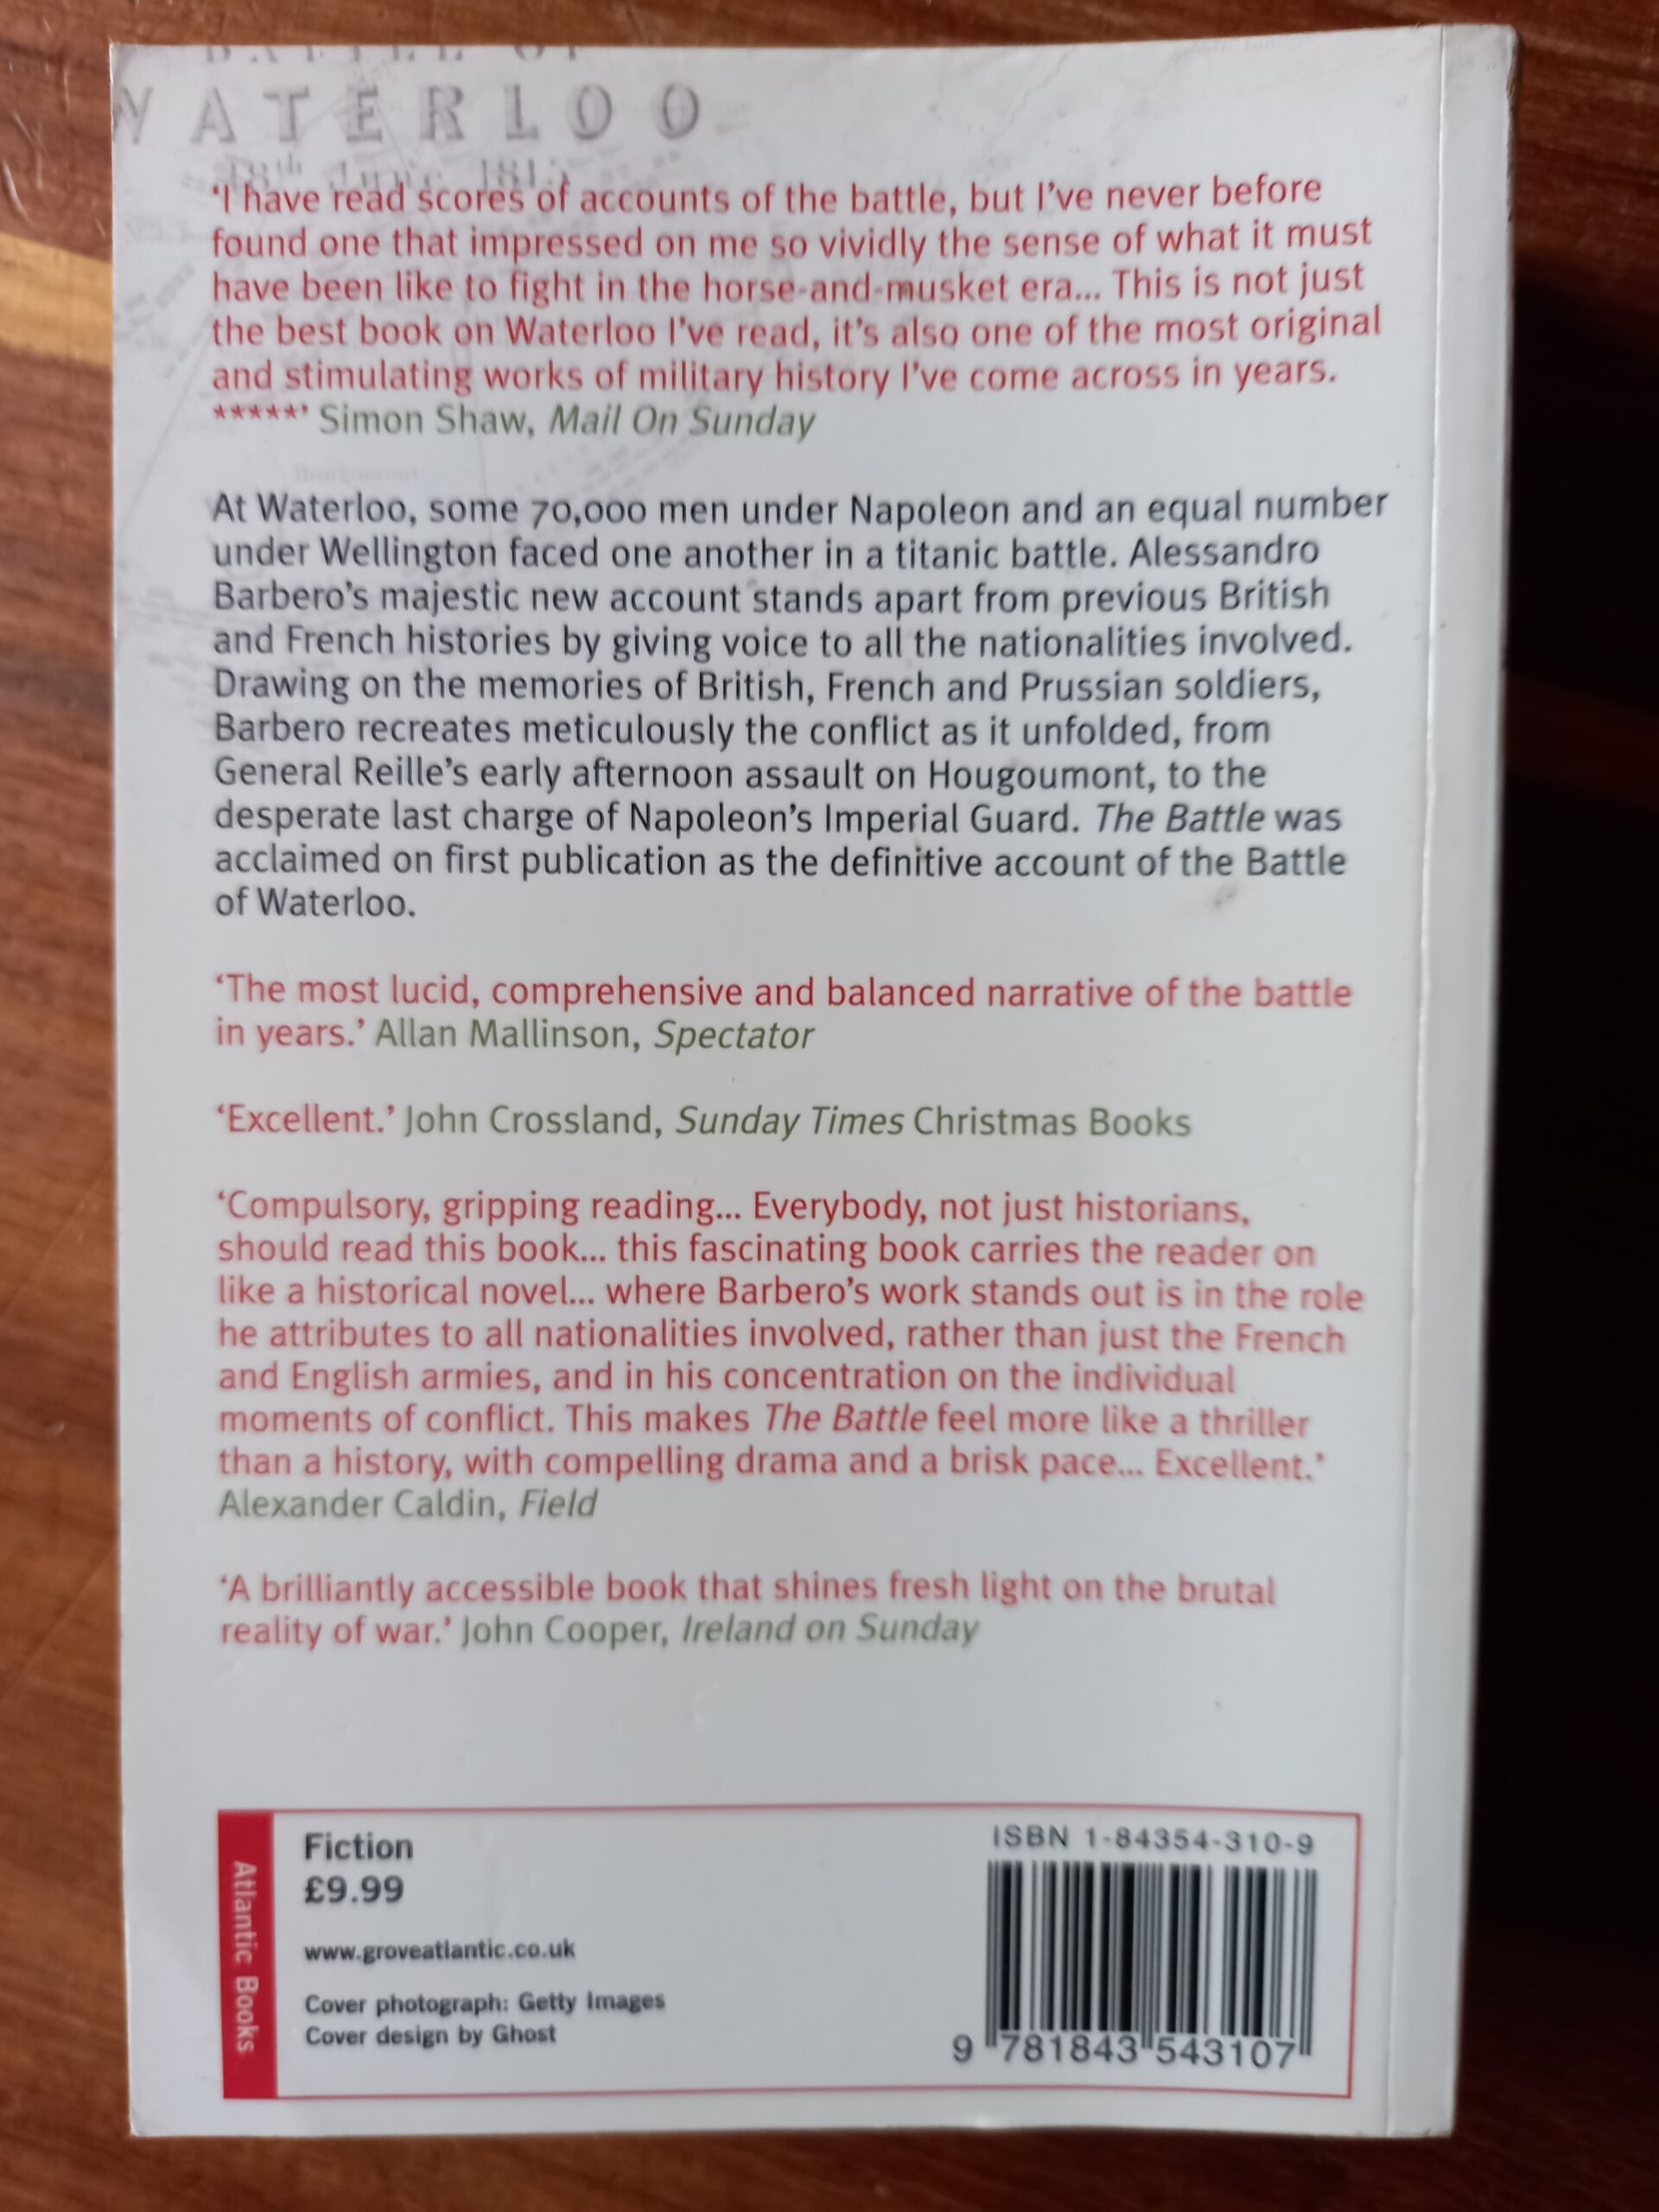 WATERLOO
18th June 1815
‘I have read scores of accounts of the battle, but I’ve never before
found one that impressed on me so vividly the sense of what it must
have been like to fight in the horse-and-musket era... This is not just
the best book on Waterloo I’ve read, it’s also one of the most original
and stimulating works of military history I’ve come across in years.
*****’ Simon Shaw, Mail On Sunday
At Waterloo, some 70,000 men under Napoleon and an equal number
under Wellington faced one another in a titanic battle. Alessandro
Barbero’s majestic new account stands apart from previous British
and French histories by giving voice to all the nationalities involved.
Drawing on the memories of British, French and Prussian soldiers,
Barbero recreates meticulously the conflict as it unfolded, from
General Reille’s early afternoon assault on Hougoumont, to the
desperate last charge of Napoleon’s Imperial Guard. The Battle was
acclaimed on first publication as the definitive account of the Battle
of Waterloo.
‘The most lucid, comprehensive and balanced narrative of the battle
in years.’ Allan Mallinson, Spectator
‘Excellent.’ John Crossland, Sunday Times Christmas Books
‘Compulsory, gripping reading... Everybody, not just historians,
should read this book... this fascinating book carries the reader on
like a historical novel... where Barbero’s work stands out is in the role
he attributes to all nationalities involved, rather than just the French
and English armies, and in his concentration on the individual
moments of conflict. This makes The Battle feel more like a thriller
than a history, with compelling drama and a brisk pace... Excellent.’
Alexander Caldin, Field
‘A brilliantly accessible book that shines fresh light on the brutal
reality of war.’ John Cooper, Ireland on Sunday
Atlantic Books
Fiction
£9.99
www.groveatlantic.co.uk
Cover photograph: Getty Images
Cover design by Ghost
ISBN 1-84354-310-9
9 781843 543107